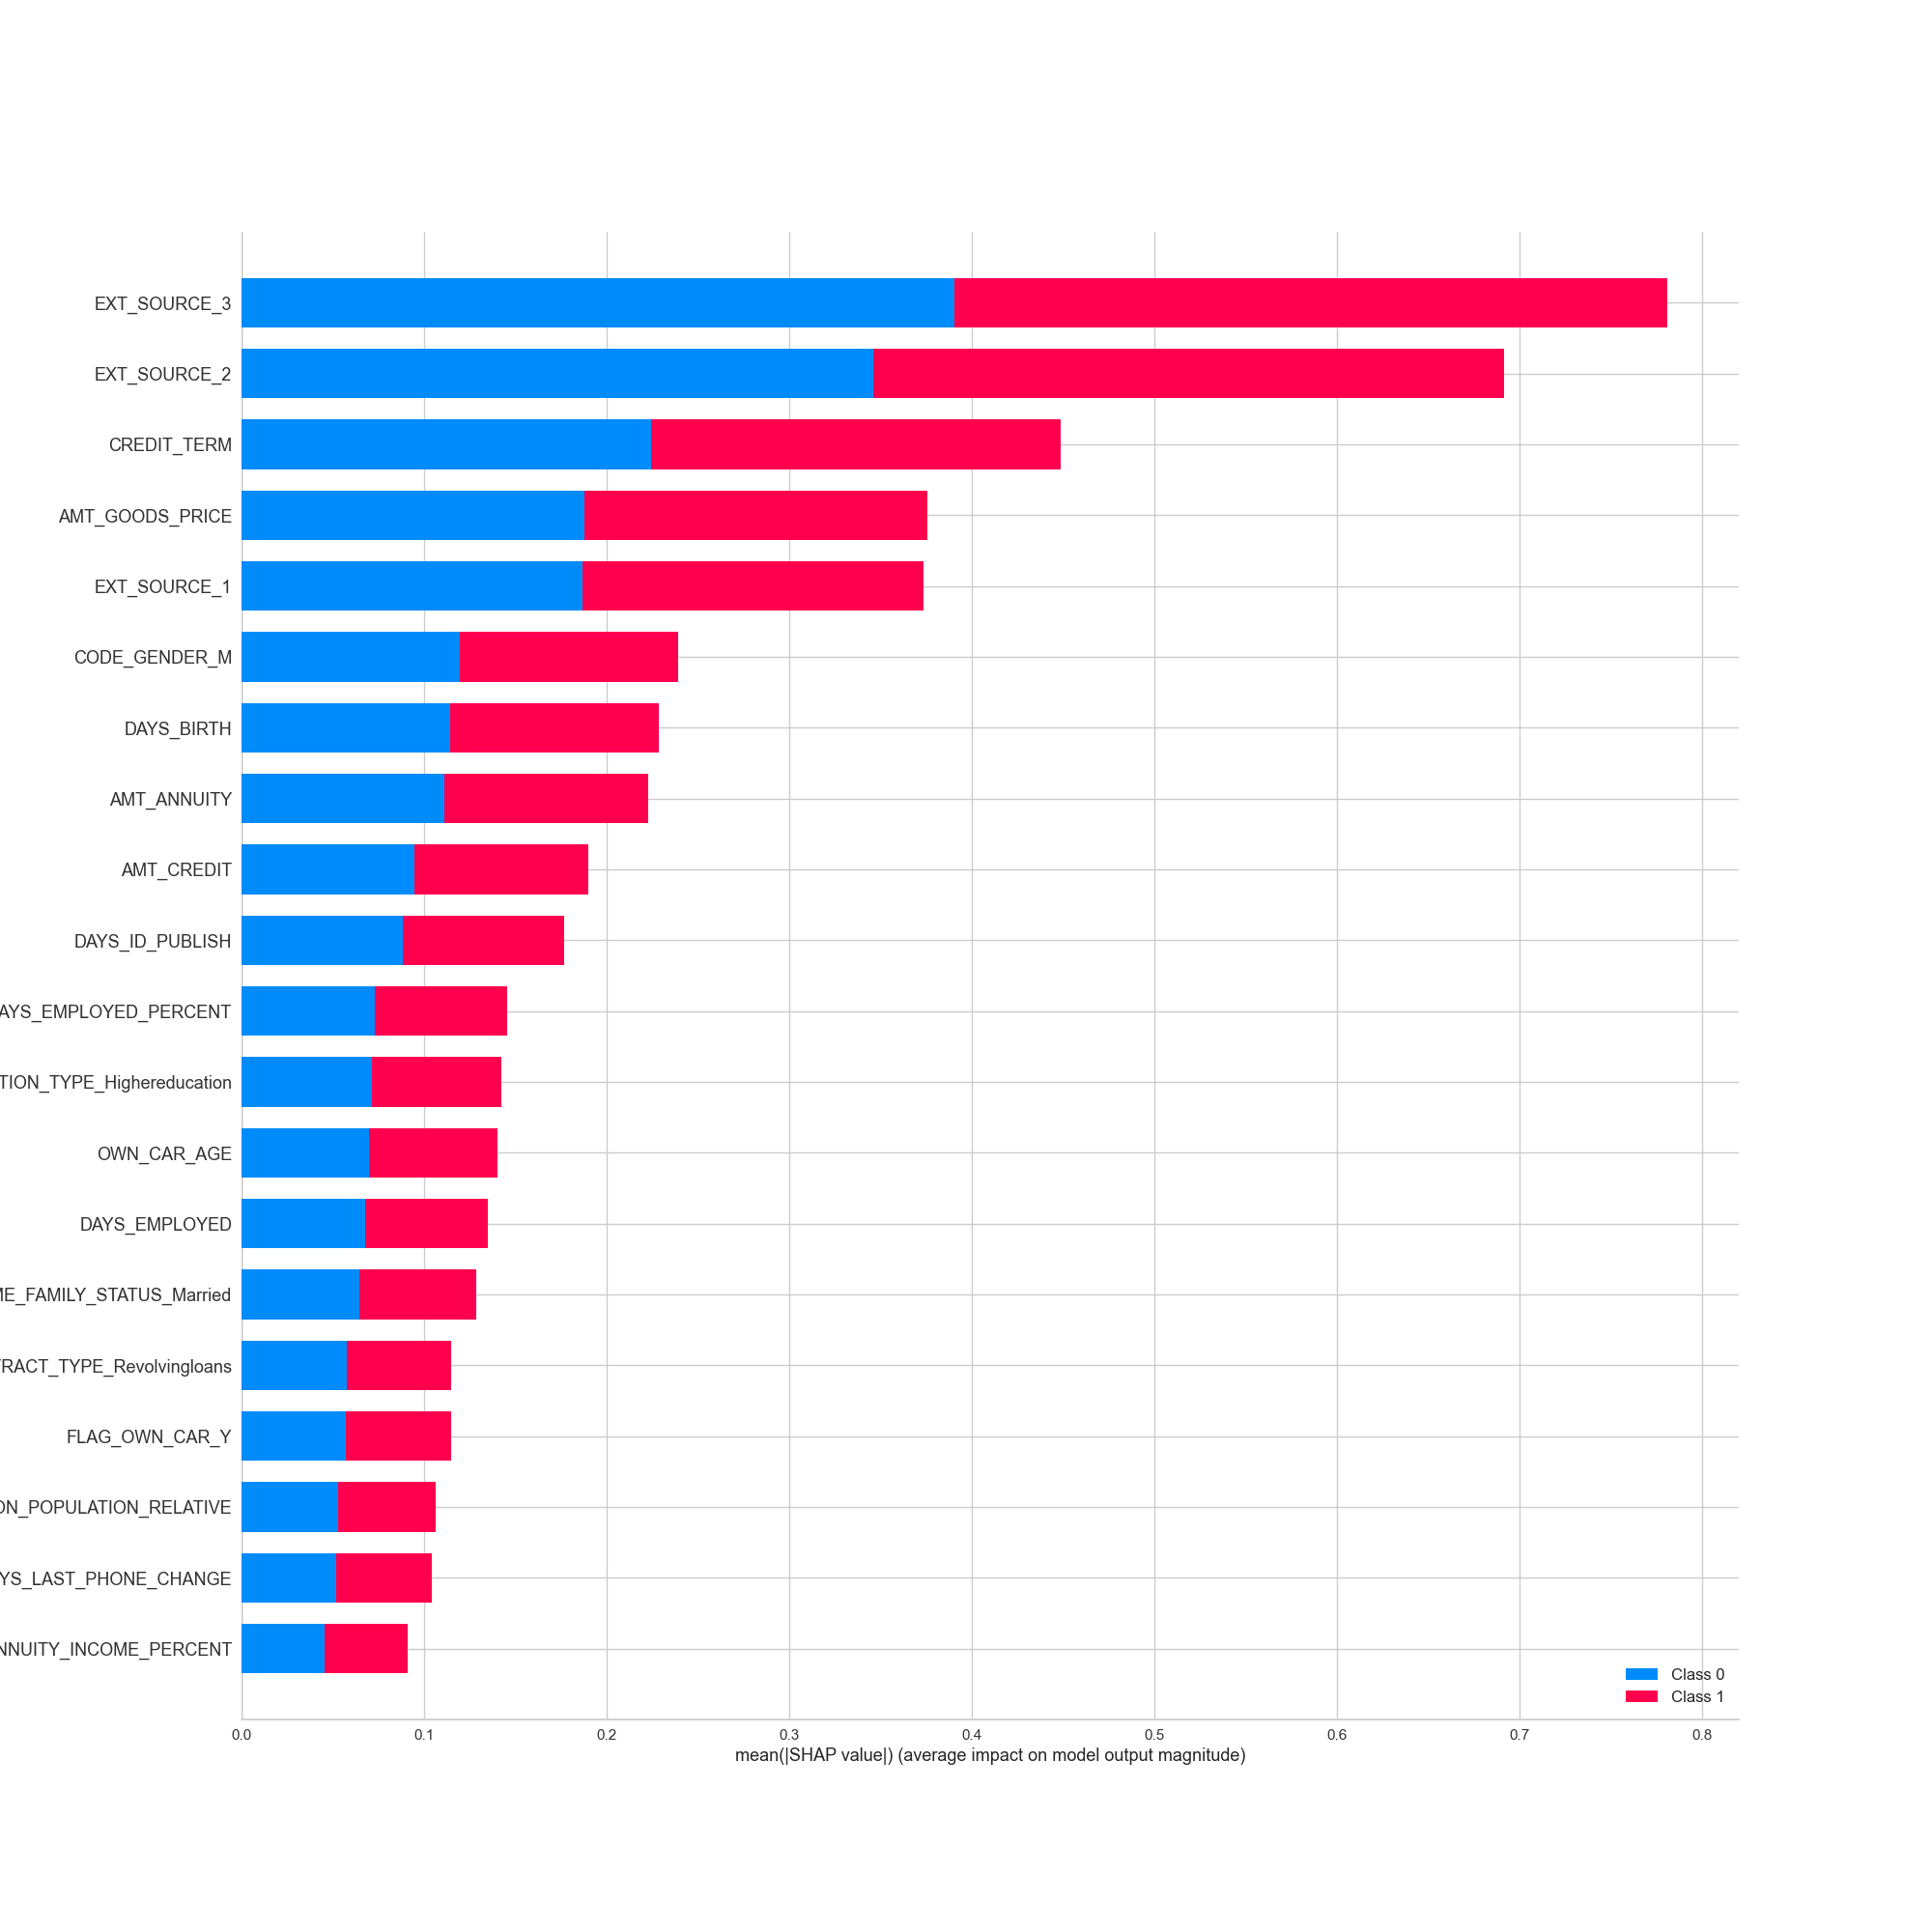 EXT_SOURCE_3
EXT_SOURCE_2
CREDIT_TERM
AMT_GOODS_PRICE
EXT_SOURCE_1
CODE_GENDER_M
DAYS_BIRTH
AMT_ANNUITY
AMT_CREDIT
DAYS_ID_PUBLISH
AYS_EMPLOYED_PERCENT
TION_TYPE_Highereducation
OWN_CAR_AGE
DAYS_EMPLOYED
ME_FAMILY_STATUS_Married
RACT_TYPE_Revolvingloans
FLAG_OWN_CAR_Y
ON_POPULATION_RELATIVE
YS_LAST_PHONE_CHANGE
NNUITY_INCOME_PERCENT
Class 0
Class 1
0.0 0.1 0.2 0.3 0.4 0.5 0.6 0.7 0.8
mean(|SHAP value|) (average impact on model output magnitude)